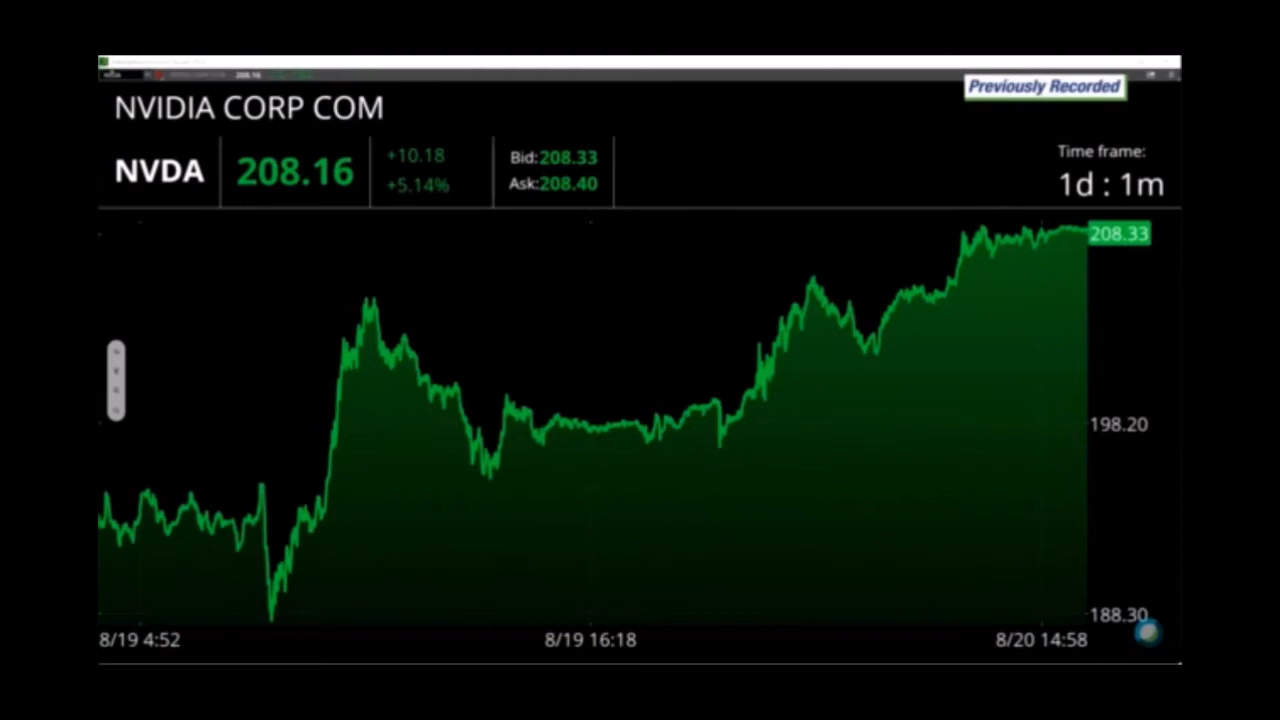 208.16
Previously Recorded
NVIDIA CORP COM
NVDA
208.16
+10.18
+5.14%
Bid:208.33
Ask:208.40
Time frame:
1d : 1m
208.33
198.20
188.30
8/19 4:52
8/19 16:18
8/20 14:58